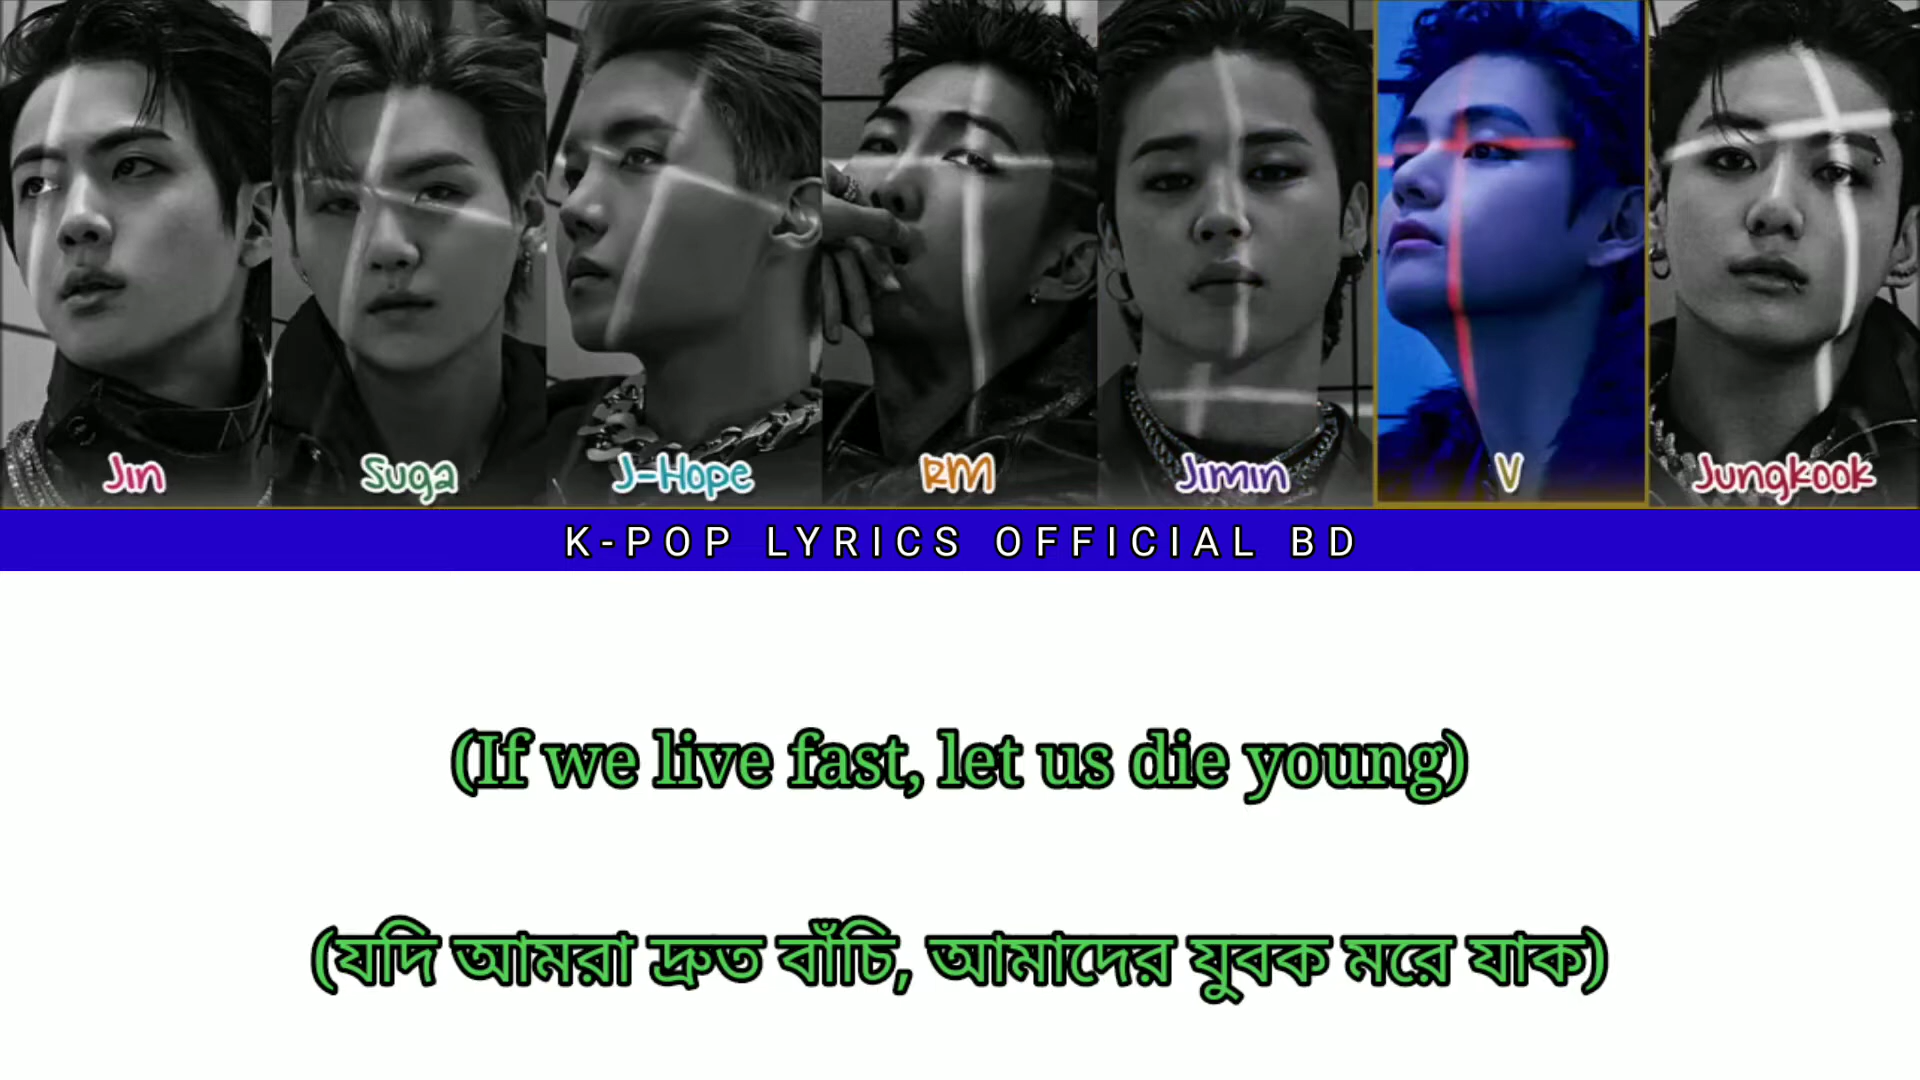 Jin Suga J-Hope RM Jimin V Jungkook
K-POP LYRICS OFFICIAL BD
(If we live fast, let us die young)
(যদি আমরা দ্রুত বাঁচি, আমাদের যুবক মরে যাক)